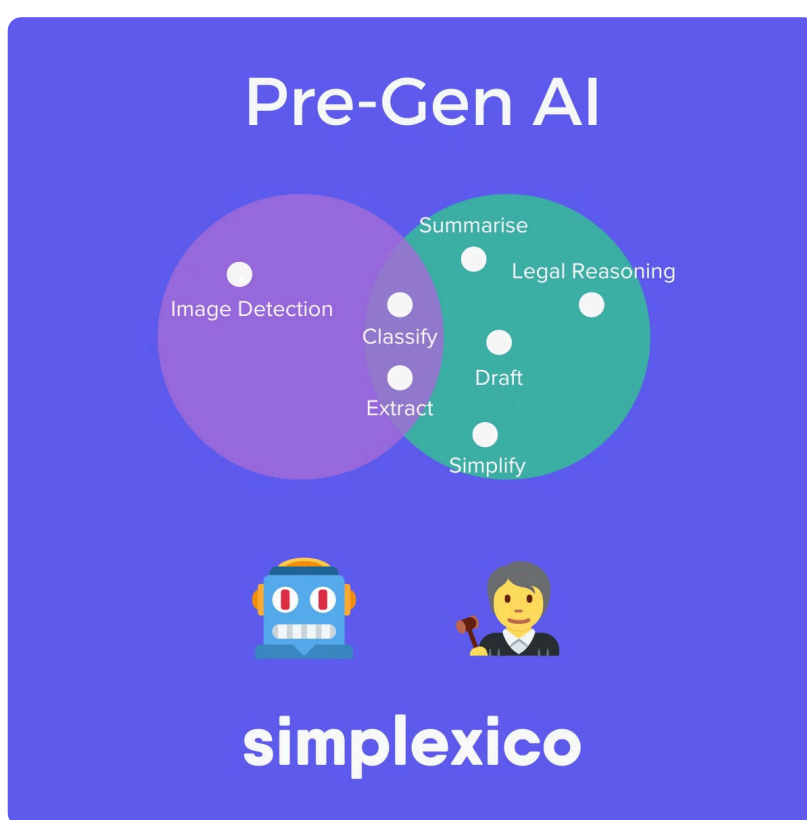 Pre-Gen AI
Summarise
Legal Reasoning
Image Detection
Classify
Draft
Extract
Simplify
simplexico